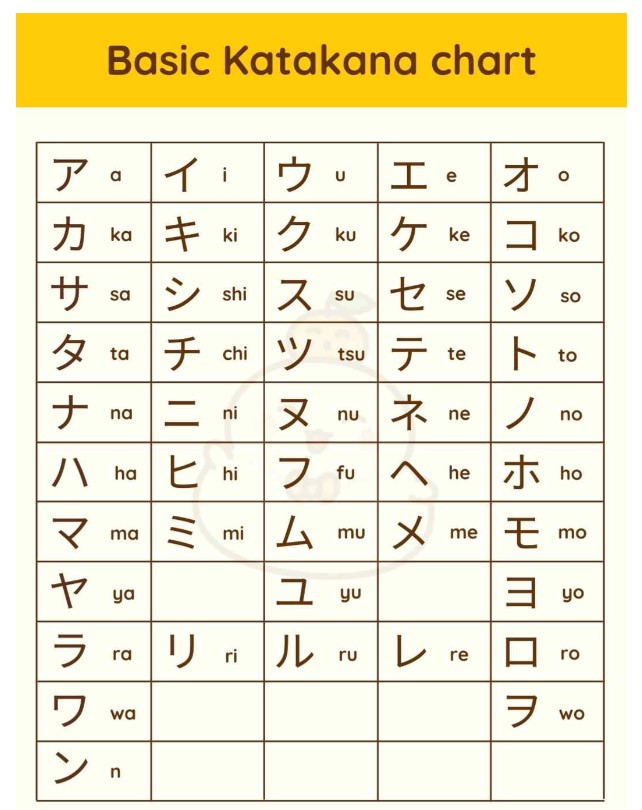 Basic Katakana chart
ア a イ i ウ u エ e オ o
カ ka キ ki ク ku ケ ke コ ko
サ sa シ shi ス su セ se ソ so
タ ta チ chi ツ tsu テ te ト to
ナ na ニ ni ヌ nu ネ ne ノ no
ハ ha ヒ hi フ fu ヘ he ホ ho
マ ma ミ mi ム mu メ me モ mo
ヤ ya ユ yu ヨ yo
ラ ra リ ri ル ru レ re ロ ro
ワ wa ヲ wo
ン n